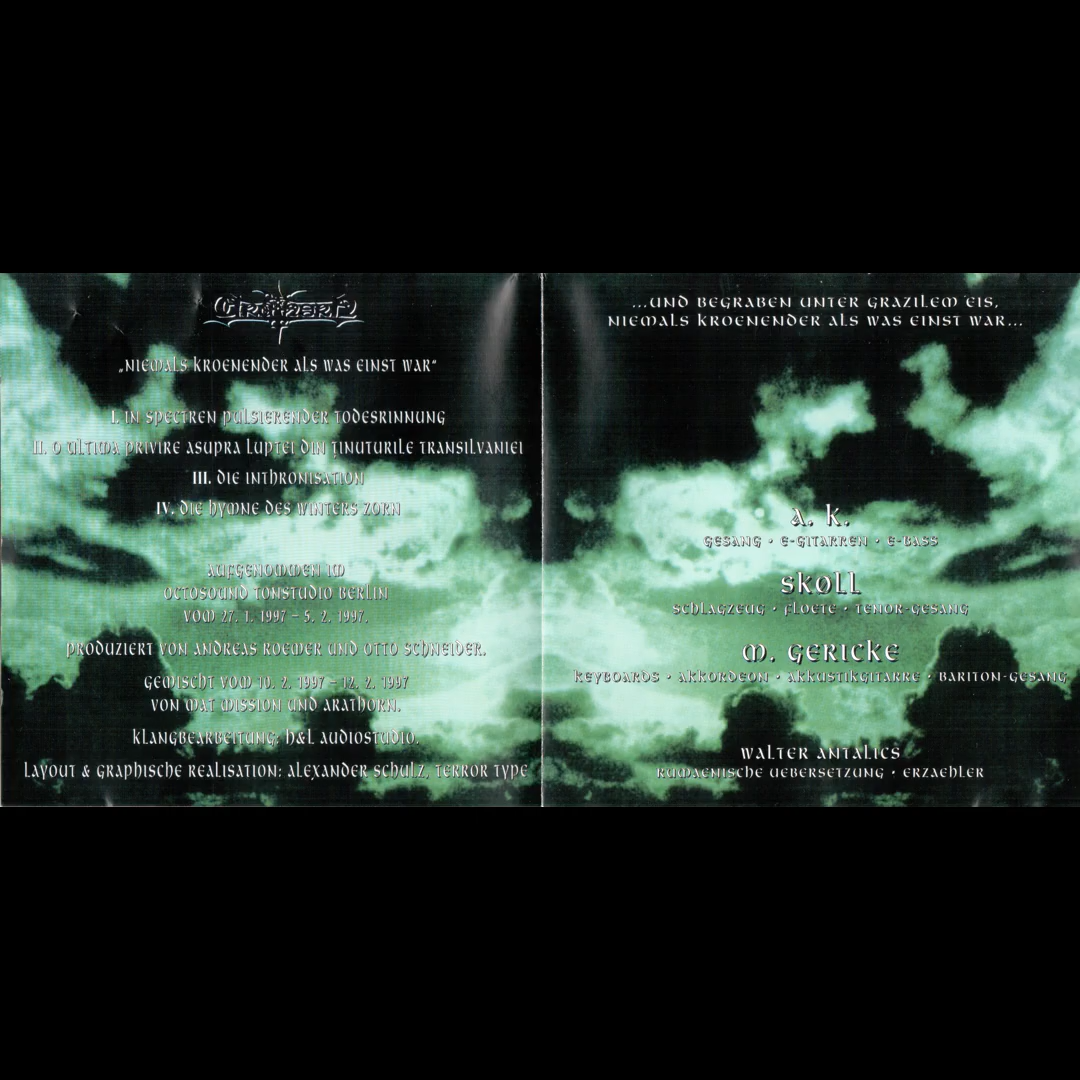 „NIEMALS KROENENDER ALS WAS EINST WAR“
I. IN SPECTREN PULSIERENDER TODESRINNUNG
II. O ULTIMA PRIVIRE ASUPRA LUPTEI DIN ŢINUTURILE TRANSILVANIEI
III. DIE INTHRONISATION
IV. DIE HYMNE DES WINTERS ZORN
AUFGENOMMEN IM
OCTOSOUND TONSTUDIO BERLIN
VOM 27. 1. 1997 – 5. 2. 1997.
PRODUZIERT VON ANDREAS ROEMER UND OTTO SCHNEIDER.
GEMISCHT VOM 10. 2. 1997 – 12. 2. 1997
VON MAT MISSION UND ARATHORN.
KLANGBEARBEITUNG: H&L AUDIOSTUDIO.
LAYOUT & GRAPHISCHE REALISATION: ALEXANDER SCHULZ, TERROR TYPE
...UND BEGRABEN UNTER GRAZILEM EIS,
NIEMALS KROENENDER ALS WAS EINST WAR...
A. K.
GESANG • E-GITARREN • E-BASS
SKØLL
SCHLAGZEUG • FLOETE • TENOR-GESANG
M. GERICKE
KEYBOARDS • AKKORDEON • AKKUSTIKGITARRE • BARITON-GESANG
WALTER ANTALICS
RUMAENISCHE UEBERSETZUNG • ERZAEHLER